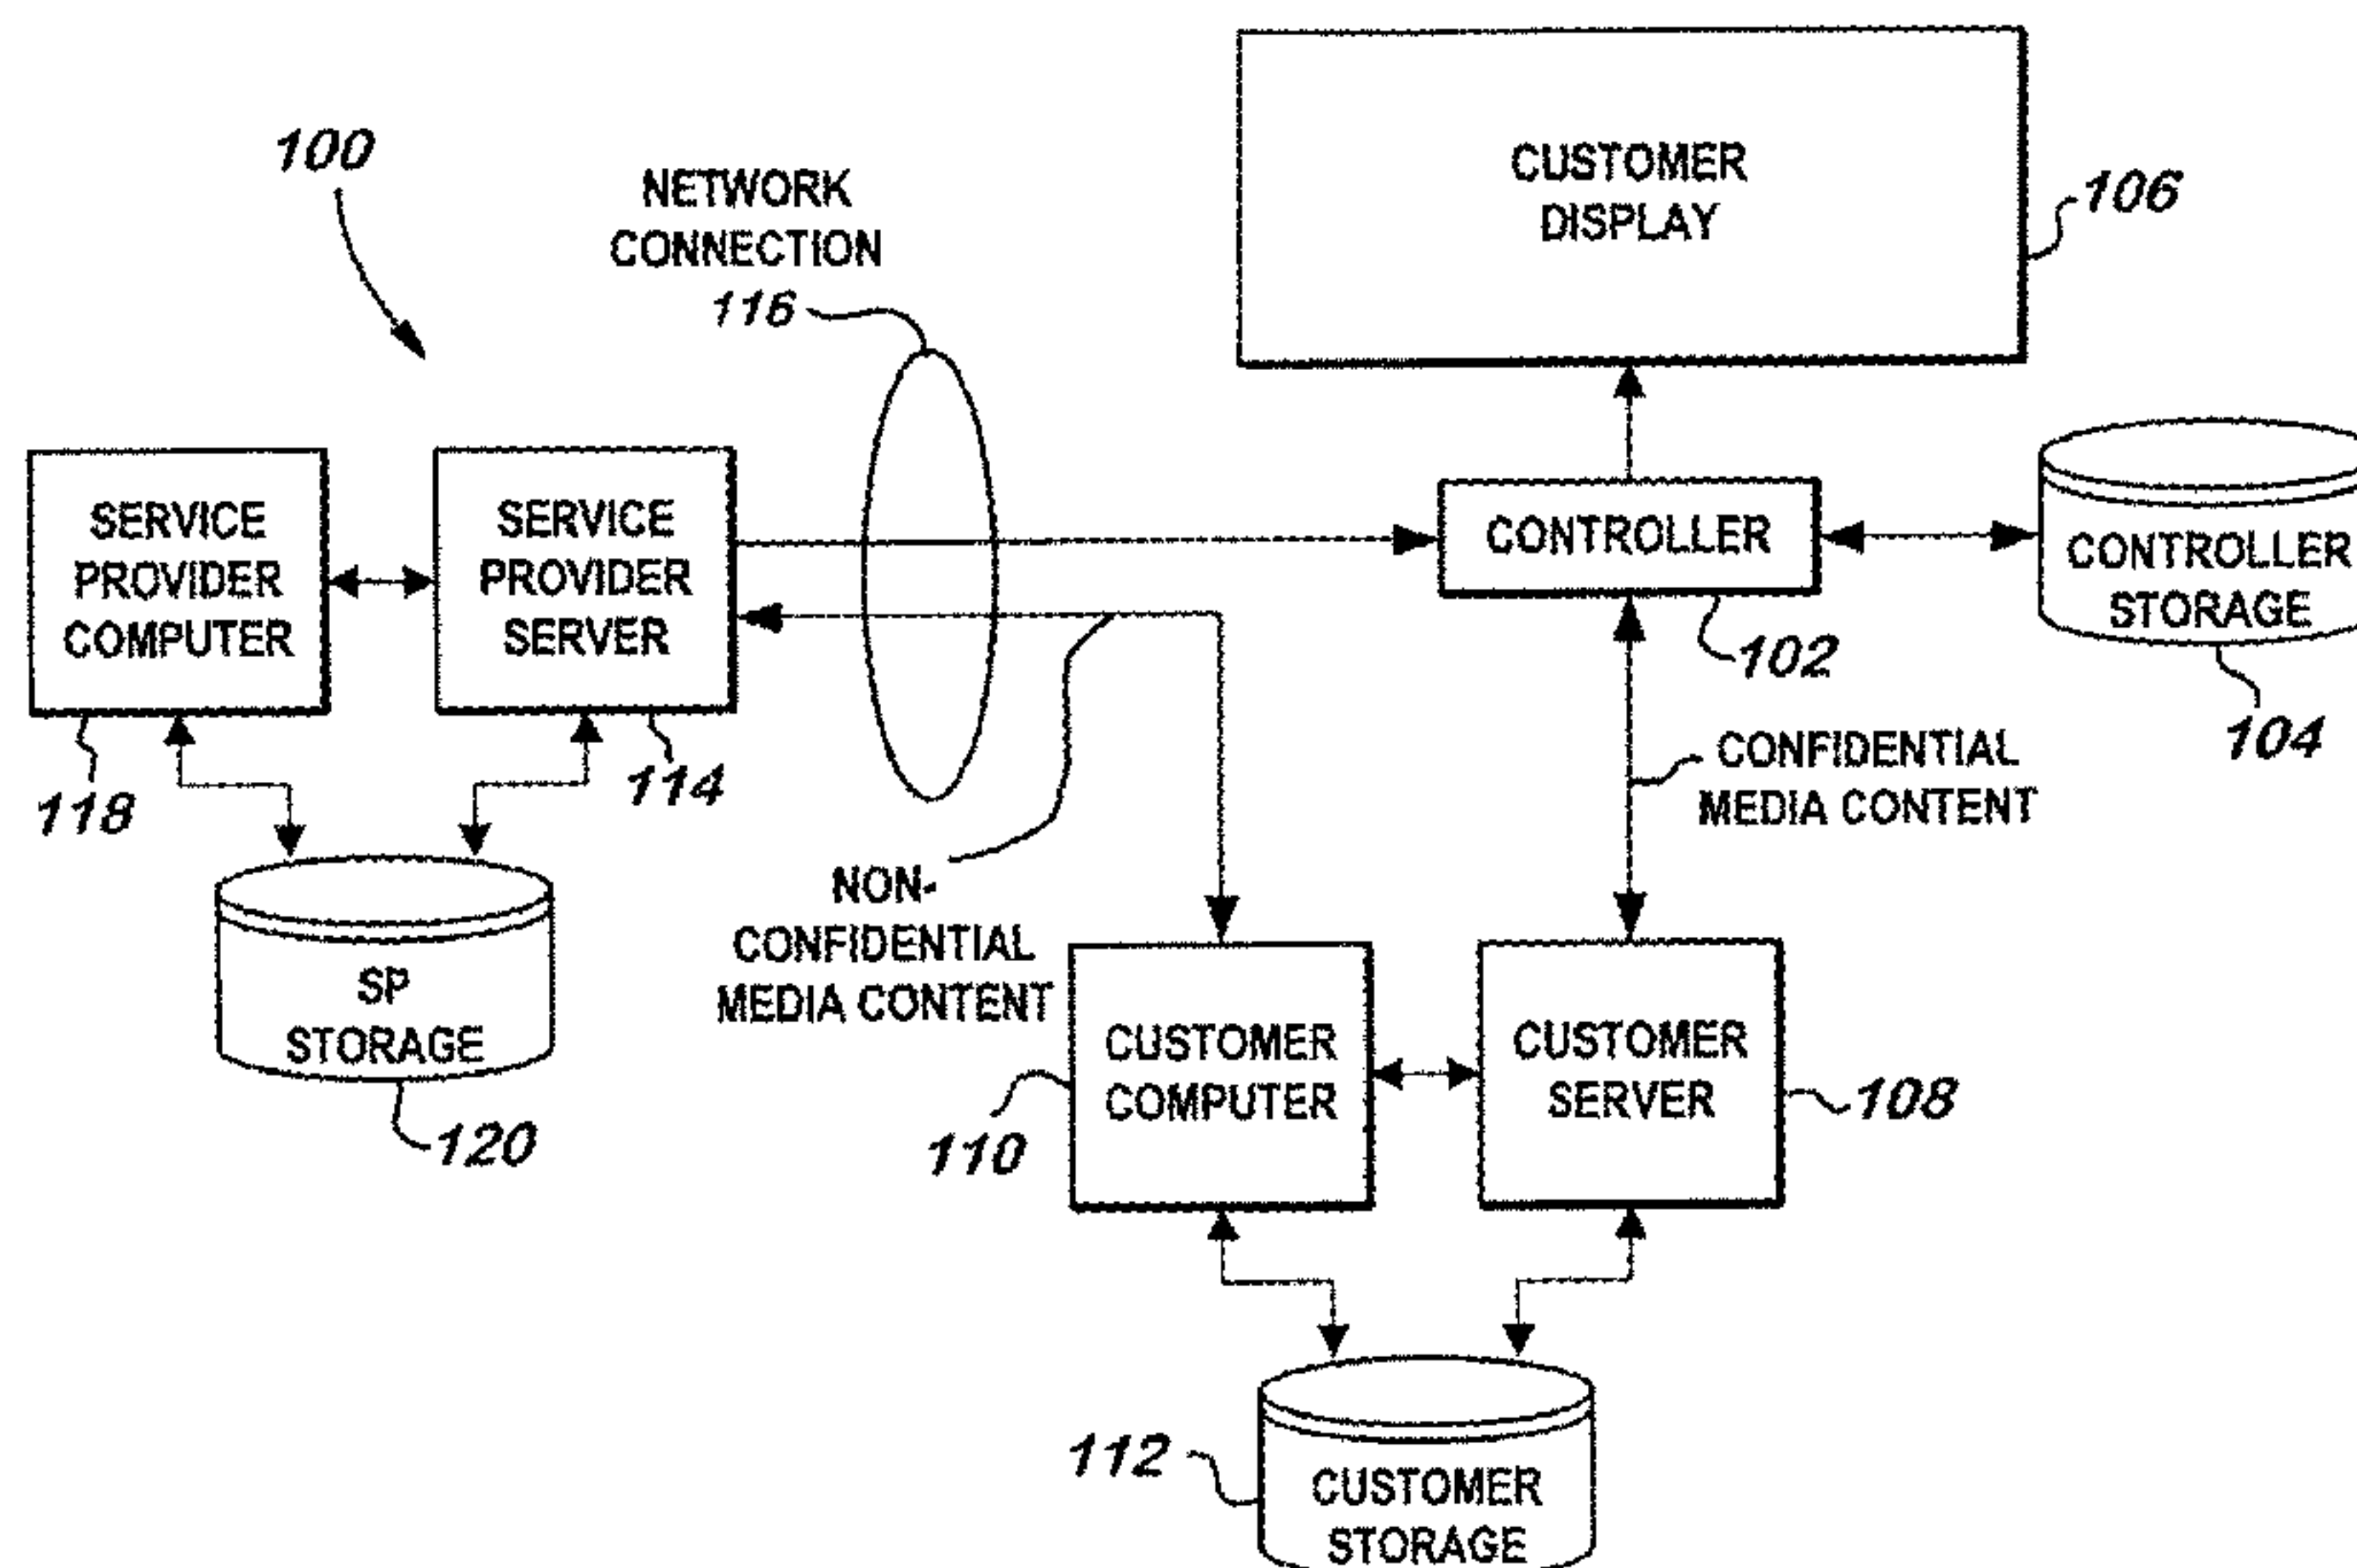 100
NETWORK
CONNECTION
116
CUSTOMER
DISPLAY
106
SERVICE
PROVIDER
COMPUTER
118
SERVICE
PROVIDER
SERVER
114
CONTROLLER
102
CONTROLLER
STORAGE
104
CONFIDENTIAL
MEDIA CONTENT
NON-
CONFIDENTIAL
MEDIA CONTENT
SP
STORAGE
120
CUSTOMER
COMPUTER
110
CUSTOMER
SERVER
108
112
CUSTOMER
STORAGE